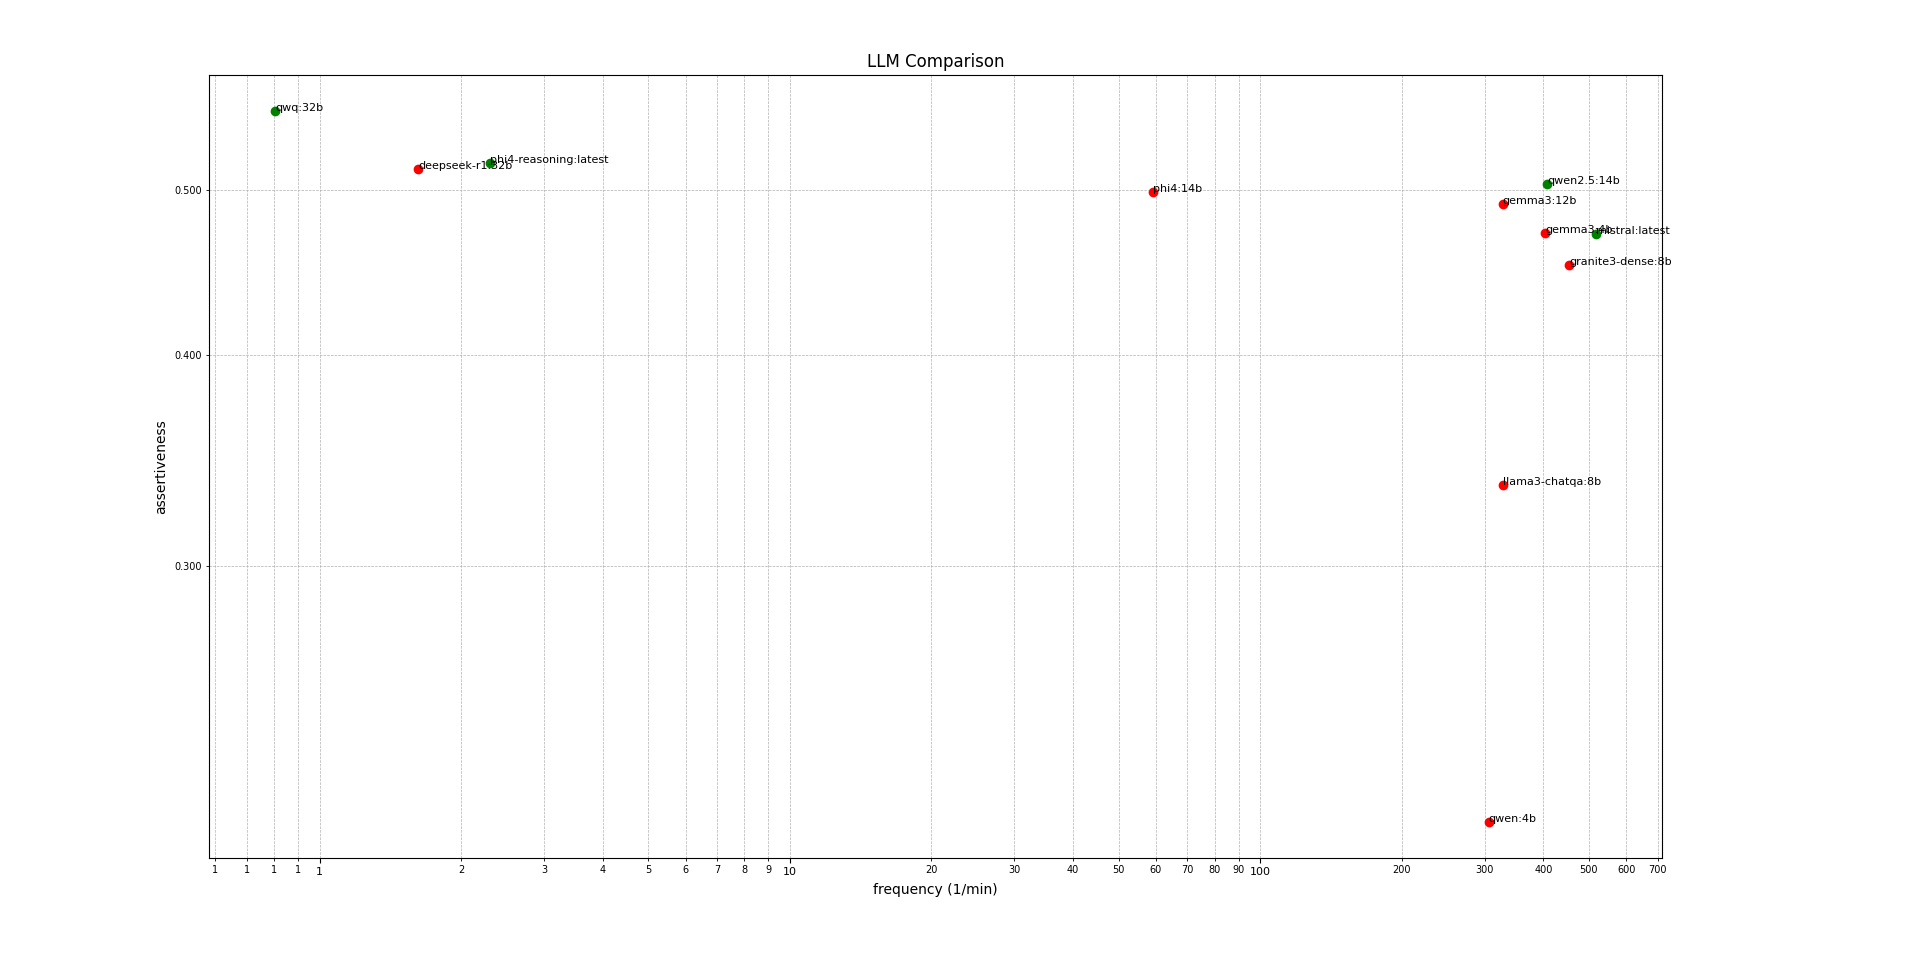 LLM Comparison
qwq:32b
phi4-reasoning:latest
deepseek-r1:32b
qwen2.5:14b
phi4:14b
0.500
gemma3:12b
gemma3:4b
mistral:latest
granite3-dense:8b
0.400
assertiveness
llama3-chatqa:8b
0.300
qwen:4b
1 1 1 1 1 2 3 4 5 6 7 8 9 10 20 30 40 50 60 70 80 90 100 200 300 400 500 600 700
frequency (1/min)